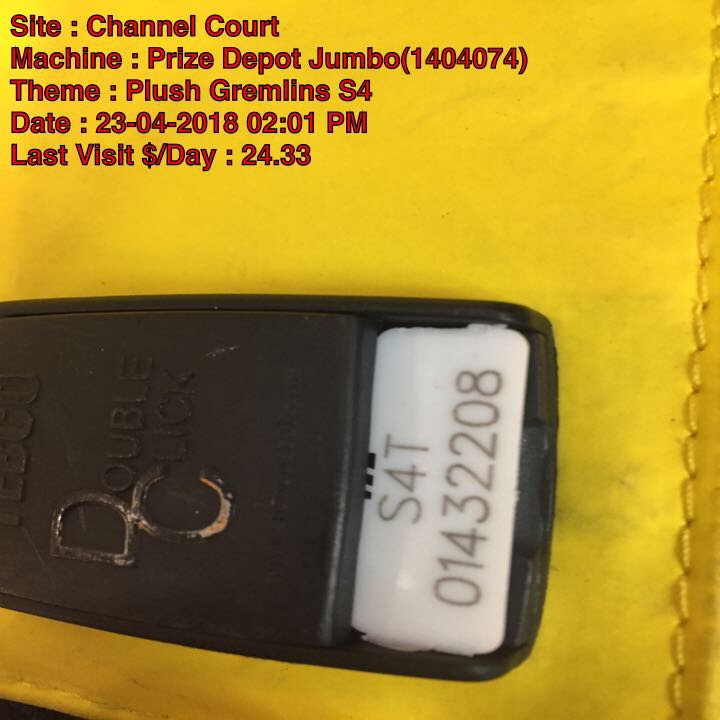 Site : Channel Court
Machine : Prize Depot Jumbo(1404074)
Theme : Plush Gremlins S4
Date : 23-04-2018 02:01 PM
Last Visit $/Day : 24.33
DOUBLE
CLICK
S4T
01432208